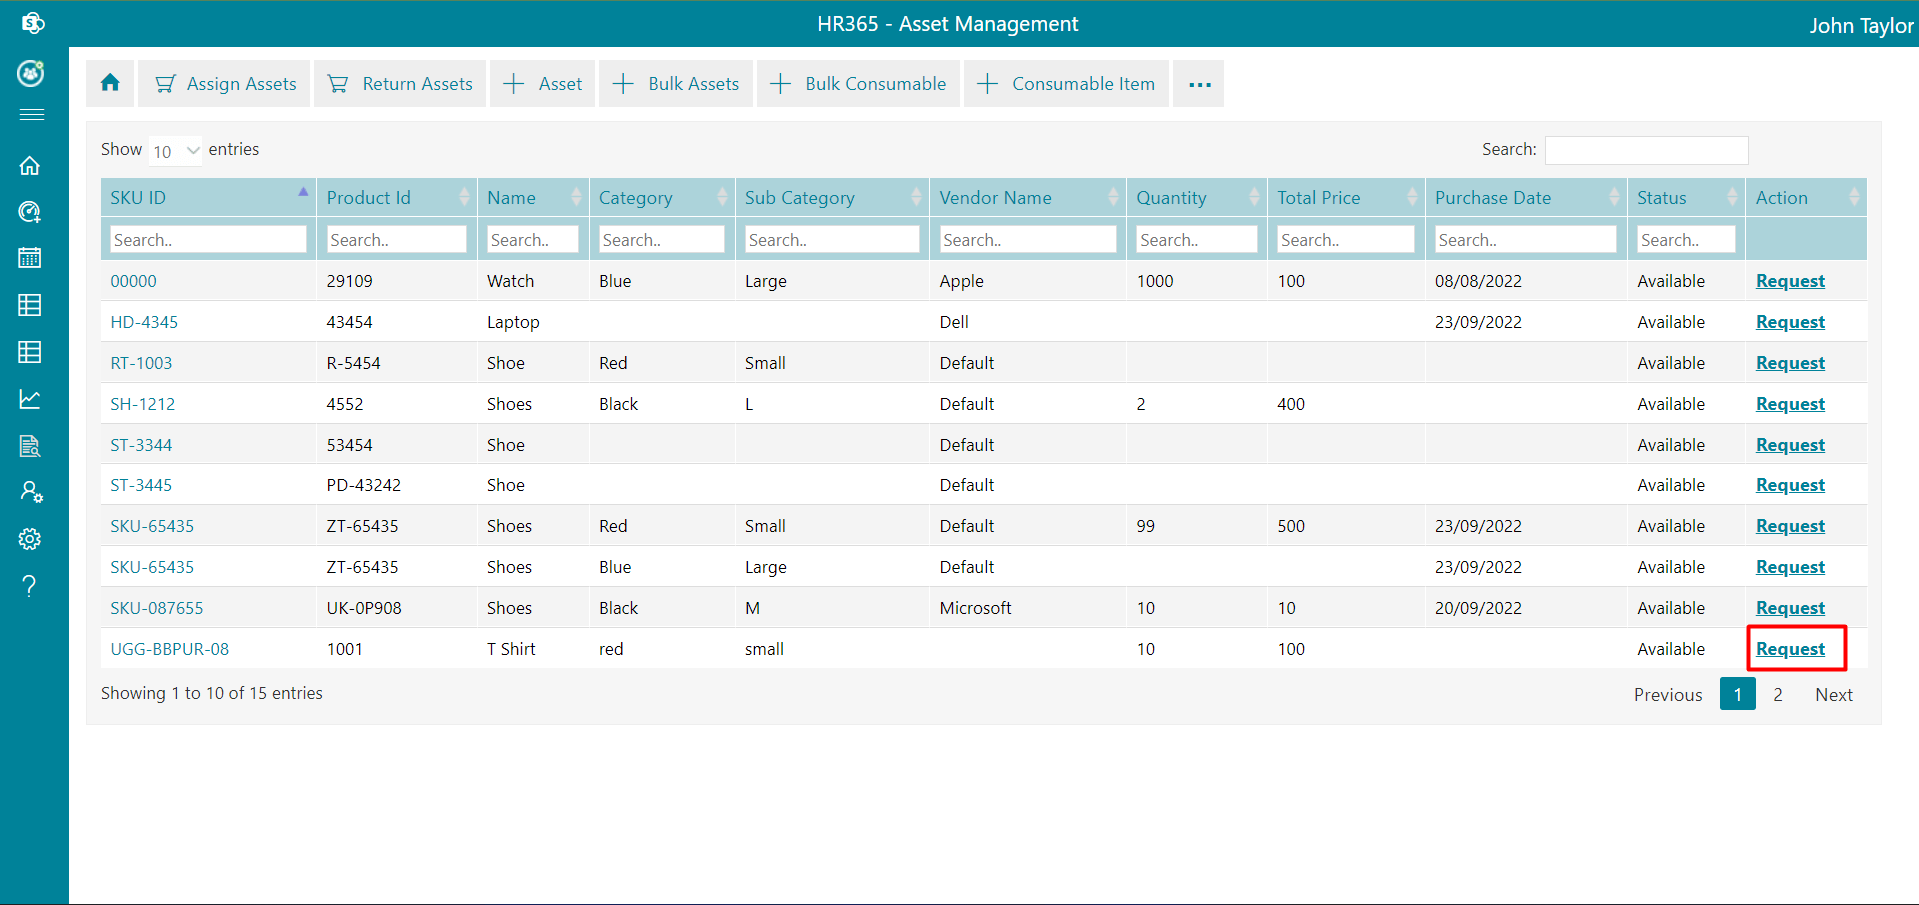 HR365 - Asset Management
John Taylor
Assign Assets Return Assets Asset Bulk Assets Bulk Consumable Consumable Item ...
Show 10 entries Search:
SKU ID Product Id Name Category Sub Category Vendor Name Quantity Total Price Purchase Date Status Action
Search.. Search.. Search.. Search.. Search.. Search.. Search.. Search.. Search.. Search..
00000 29109 Watch Blue Large Apple 1000 100 08/08/2022 Available Request
HD-4345 43454 Laptop Dell 23/09/2022 Available Request
RT-1003 R-5454 Shoe Red Small Default Available Request
SH-1212 4552 Shoes Black L Default 2 400 Available Request
ST-3344 53454 Shoe Default Available Request
ST-3445 PD-43242 Shoe Default Available Request
SKU-65435 ZT-65435 Shoes Red Small Default 99 500 23/09/2022 Available Request
SKU-65435 ZT-65435 Shoes Blue Large Default 23/09/2022 Available Request
SKU-087655 UK-0P908 Shoes Black M Microsoft 10 10 20/09/2022 Available Request
UGG-BBPUR-08 1001 T Shirt red small 10 100 Available Request
Showing 1 to 10 of 15 entries Previous 1 2 Next